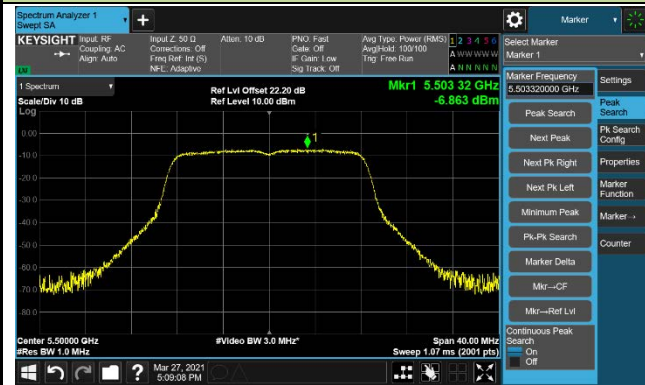 Spectrum Analyzer 1
Swept SA
+
Marker
KEYSIGHT
Input: RF
Coupling: AC
Align: Auto
Input Z: 50 Ω
Corrections: Off
Freq Ref: Int (S)
NFE: Adaptive
Atten: 10 dB
PNO: Fast
Gate: Off
IF Gain: Low
Sig Track: Off
Avg Type: Power (RMS)
Avg|Hold: 100/100
Trig: Free Run
1 2 3 4 5 6
A W W W W W
A N N N N N
LXI
Select Marker
Marker 1
1 Spectrum
Scale/Div 10 dB
Log
Ref Lvl Offset 22.20 dB
Ref Level 10.00 dBm
Mkr1 5.503 32 GHz
-6.863 dBm
0.00
-10.0
-20.0
-30.0
-40.0
-50.0
-60.0
-70.0
-80.0
1
Center 5.50000 GHz
#Res BW 1.0 MHz
#Video BW 3.0 MHz*
Span 40.00 MHz
Sweep 1.07 ms (2001 pts)
Marker Frequency
5.503320000 GHz
Peak Search
Next Peak
Next Pk Right
Next Pk Left
Minimum Peak
Pk-Pk Search
Marker Delta
Mkr→CF
Mkr→Ref Lvl
Continuous Peak
Search
On
Off
Settings
Peak
Search
Pk Search
Config
Properties
Marker
Function
Marker→
Counter
?
Mar 27, 2021
5:09:08 PM